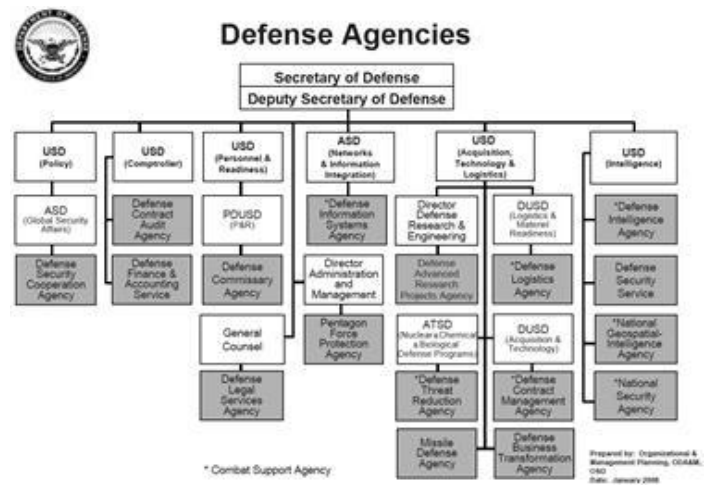 Defense Agencies
Secretary of Defense
Deputy Secretary of Defense
USD
(Policy)
USD
(Comptroller)
USD
(Personnel &
Readiness)
ASD
(Networks
& Information
Integration)
USD
(Acquisition,
Technology &
Logistics)
USD
(Intelligence)
ASD
(Global Security
Affairs)
Defense
Contract
Audit
Agency
PDUSD
(P&R)
*Defense
Information
Systems
Agency
Director
Defense
Research &
Engineering
DUSD
(Logistics &
Materiel
Readiness)
*Defense
Intelligence
Agency
Defense
Security
Cooperation
Agency
Defense
Finance &
Accounting
Service
Defense
Commissary
Agency
Director
Administration
and
Management
Defense
Advanced
Research
Projects Agency
*Defense
Logistics
Agency
Defense
Security
Service
General
Counsel
Pentagon
Force
Protection
Agency
ATSD
(Nuclear & Chemical
& Biological
Defense Programs)
DUSD
(Acquisition &
Technology)
*National
Geospatial-
Intelligence
Agency
Defense
Legal
Services
Agency
*Defense
Threat
Reduction
Agency
*Defense
Contract
Management
Agency
*National
Security
Agency
Missile
Defense
Agency
Defense
Business
Transformation
Agency
* Combat Support Agency
Prepared by: Organizational &
Management Planning,
OSD
Date: January